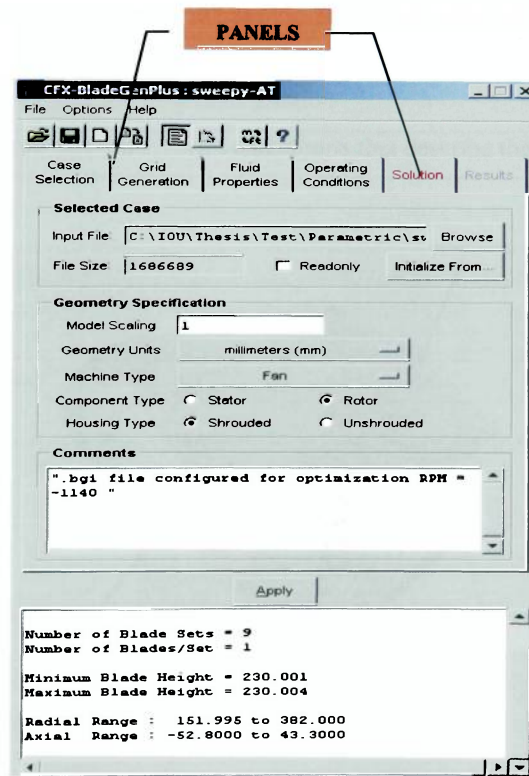 PANELS
CFX-BladeGenPlus : sweepy-AT
File Options Help
Case Selection
Grid Generation
Fluid Properties
Operating Conditions
Solution
Results
Selected Case
Input File: C:\IOU\Thesis\Test\Parametric\sw Browse
File Size: 1686689 Readonly Initialize From...
Geometry Specification
Model Scaling 1
Geometry Units millimeters (mm)
Machine Type Fan
Component Type Stator Rotor
Housing Type Shrouded Unshrouded
Comments
".bgi file configured for optimization RPM =
-1140 "
Apply
Number of Blade Sets = 9
Number of Blades/Set = 1
Minimum Blade Height = 230.001
Maximum Blade Height = 230.004
Radial Range : 151.995 to 382.000
Axial Range : -52.8000 to 43.3000